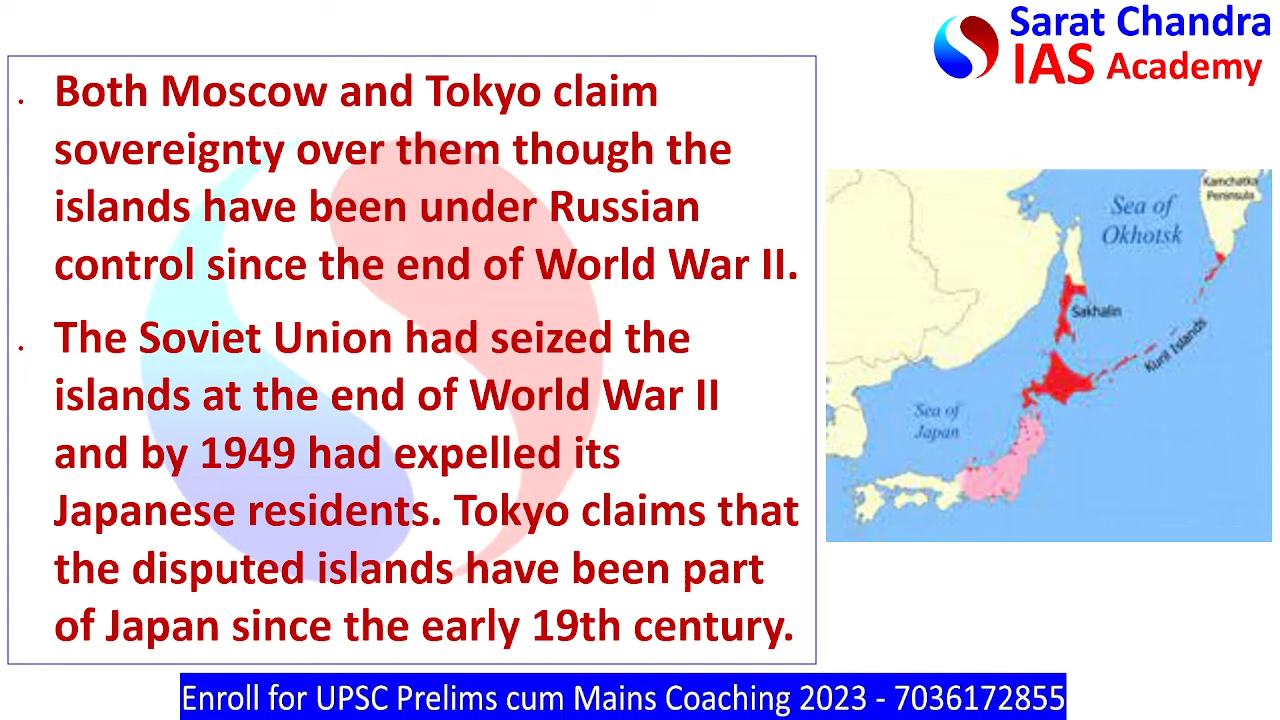 Sarat Chandra
IAS Academy
• Both Moscow and Tokyo claim
sovereignty over them though the
islands have been under Russian
control since the end of World War II.
• The Soviet Union had seized the
islands at the end of World War II
and by 1949 had expelled its
Japanese residents. Tokyo claims that
the disputed islands have been part
of Japan since the early 19th century.
Kamchatka
Peninsula
Sea of
Okhotsk
Sakhalin
Kuril Islands
Sea of
Japan
Enroll for UPSC Prelims cum Mains Coaching 2023 - 7036172855